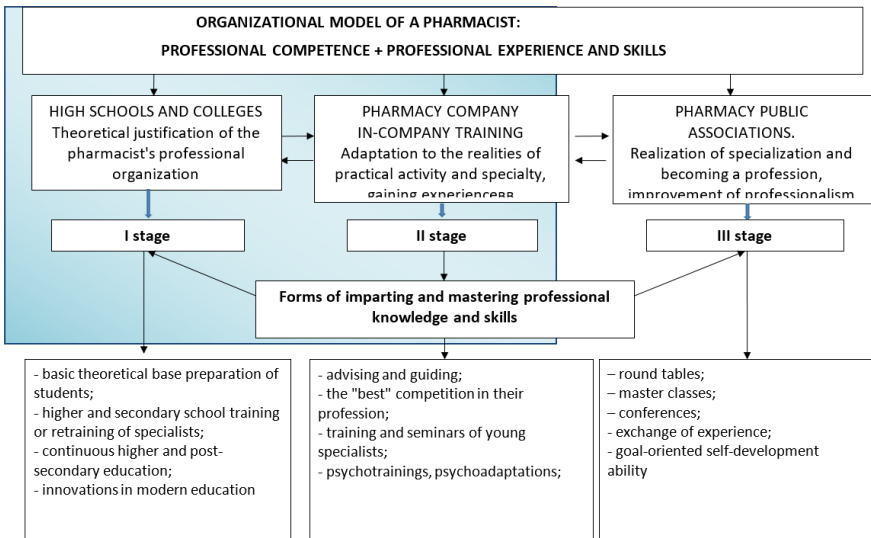 ORGANIZATIONAL MODEL OF A PHARMACIST:
PROFESSIONAL COMPETENCE + PROFESSIONAL EXPERIENCE AND SKILLS
HIGH SCHOOLS AND COLLEGES
Theoretical justification of the
pharmacist's professional
organization
PHARMACY COMPANY
IN-COMPANY TRAINING
Adaptation to the realities of
practical activity and specialty,
gaining experienceвв
PHARMACY PUBLIC
ASSOCIATIONS.
Realization of specialization and
becoming a profession,
improvement of professionalism
I stage
II stage
III stage
Forms of imparting and mastering professional
knowledge and skills
- basic theoretical base preparation of
students;
- higher and secondary school training
or retraining of specialists;
- continuous higher and post-
secondary education;
- innovations in modern education
- advising and guiding;
- the "best" competition in their
profession;
- training and seminars of young
specialists;
- psychotrainings, psychoadaptations;
– round tables;
– master classes;
– conferences;
- exchange of experience;
- goal-oriented self-development
ability